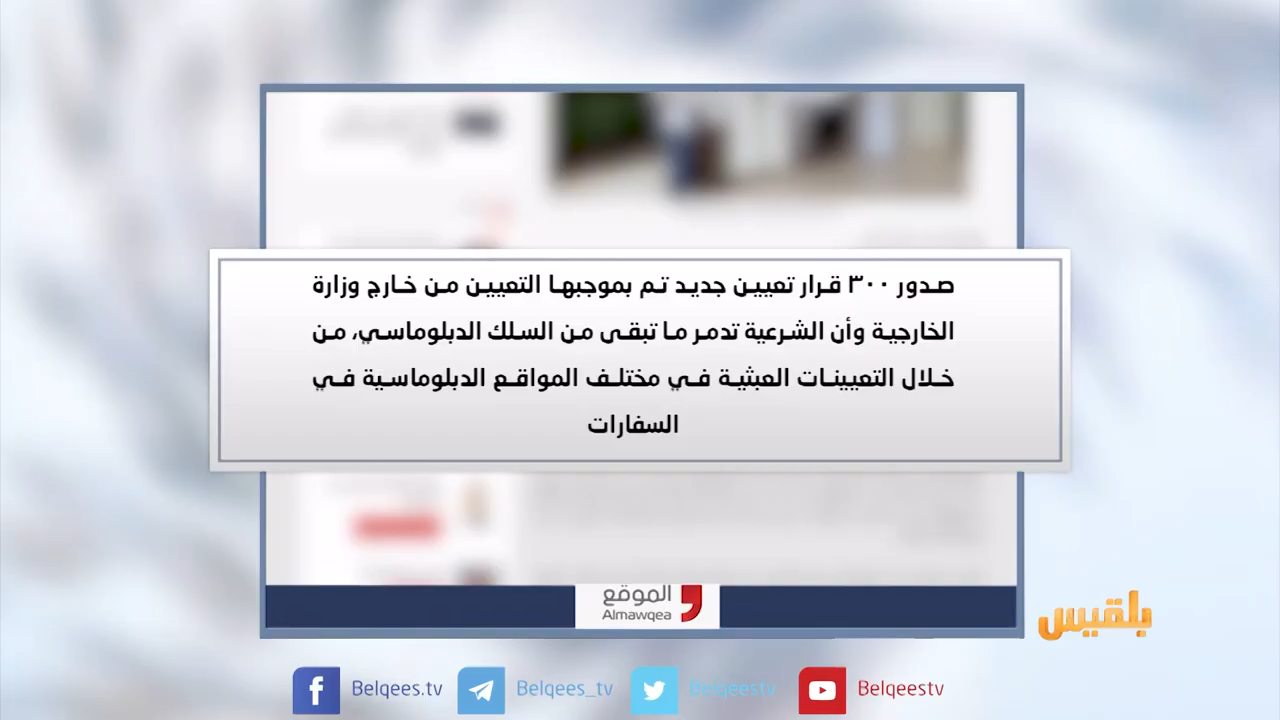 صدور ٣٠٠ قرار تعيين جديد تم بموجبها التعيين من خارج وزارة
الخارجية وأن الشرعية تدمر ما تبقى من السلك الدبلوماسي، من
خلال التعيينات العبثية في مختلف المواقع الدبلوماسية في
السفارات
الموقع
Almawqea
بلقيس
Belqees.tv
Belqees_tv
Belqeestv
Belqeestv